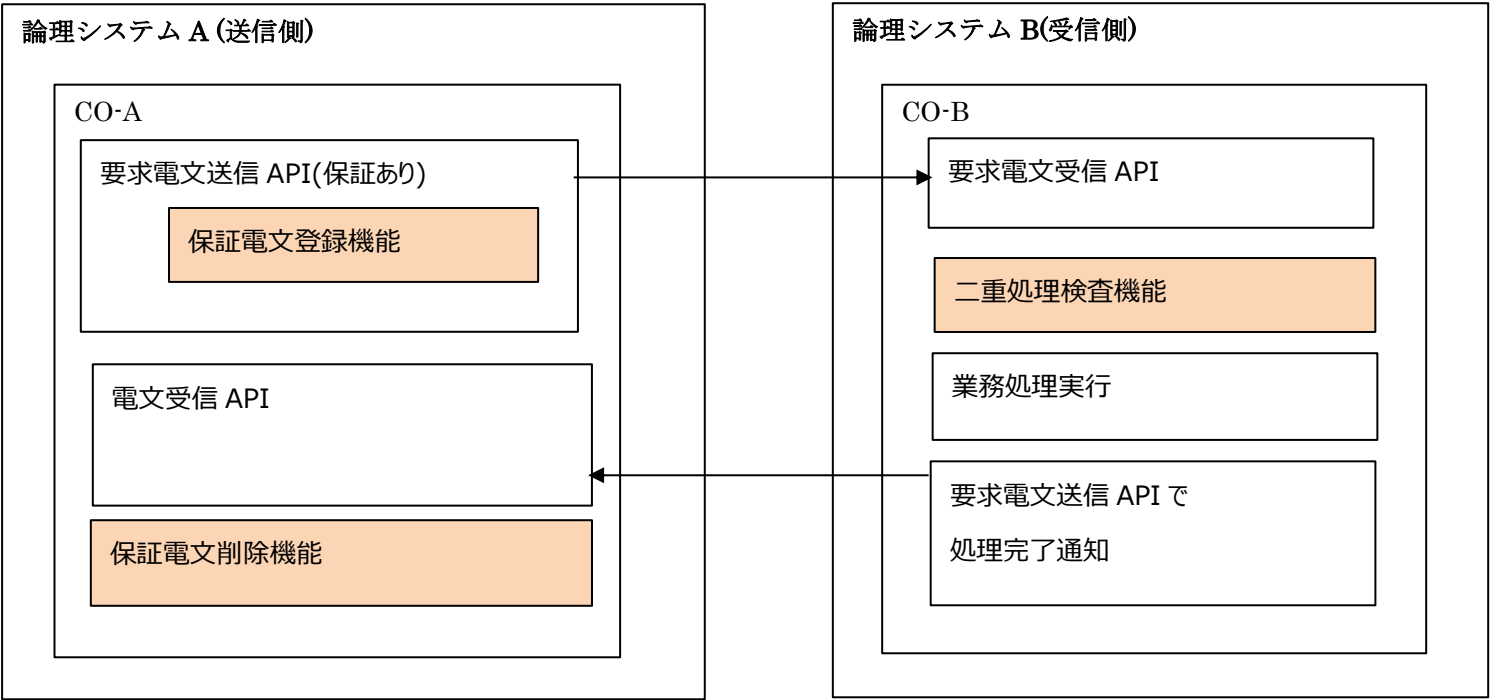 論理システム A (送信側)
CO-A
要求電文送信 API(保証あり)
保証電文登録機能
電文受信 API
保証電文削除機能
論理システム B(受信側)
CO-B
要求電文受信 API
二重処理検査機能
業務処理実行
要求電文送信 API で
処理完了通知